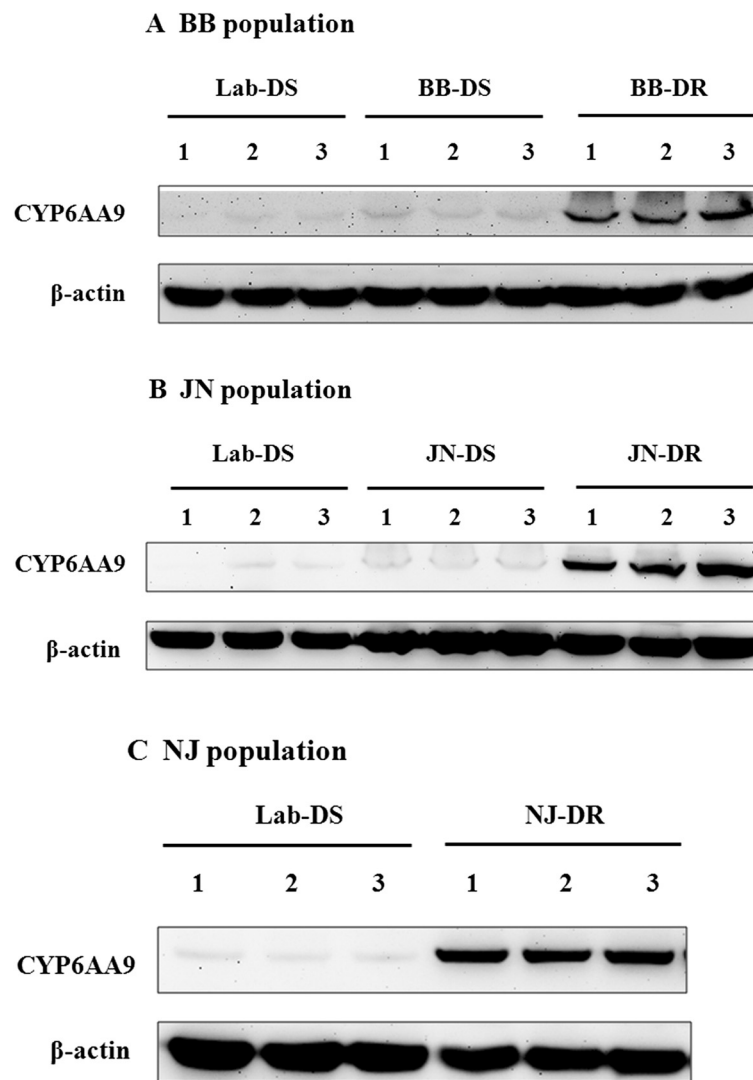 A BB population
Lab-DS BB-DS BB-DR
1 2 3 1 2 3 1 2 3
CYP6AA9
β-actin
B JN population
Lab-DS JN-DS JN-DR
1 2 3 1 2 3 1 2 3
CYP6AA9
β-actin
C NJ population
Lab-DS NJ-DR
1 2 3 1 2 3
CYP6AA9
β-actin